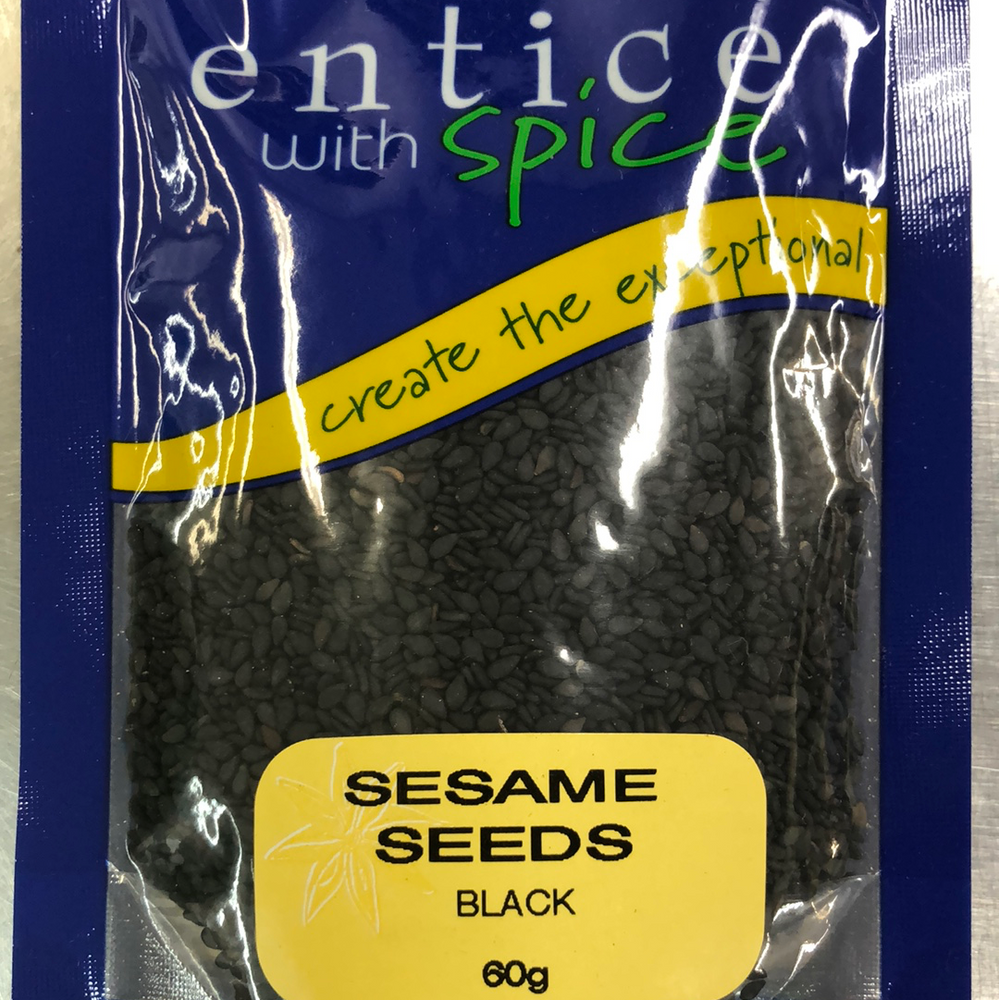 entice
with spice
create the exceptional
SESAME
SEEDS
BLACK
60g